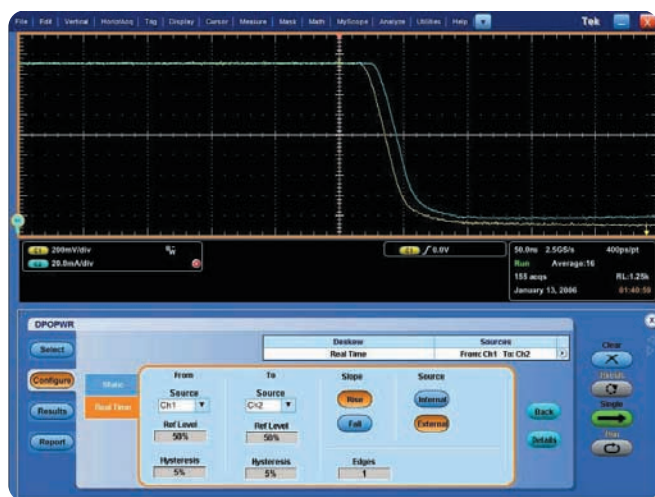 File Edit Vertical Horiz/Acq Trig Display Cursor Measure Mask Math MyScope Analyze Utilities Help Tek X
C1 200mV/div
C2 20.0mA/div
C1 / 0.0V
50.0ns 2.5GS/s 400ps/pt
Run Average:16
155 acqs RL:1.25k
January 13, 2006 01:40:59
DPOPWR
X
Select
Configure
Results
Report
Static
Real Time
Deskew Sources
Real Time From: Ch1 To: Ch2
From To Slope Source
Source Source
Ch1 Ch2
Rise Internal
Ref Level Ref Level
Fall External
50% 50%
Hysteresis Hysteresis Edges
5% 5% 1
Back
Details
Clear
Single